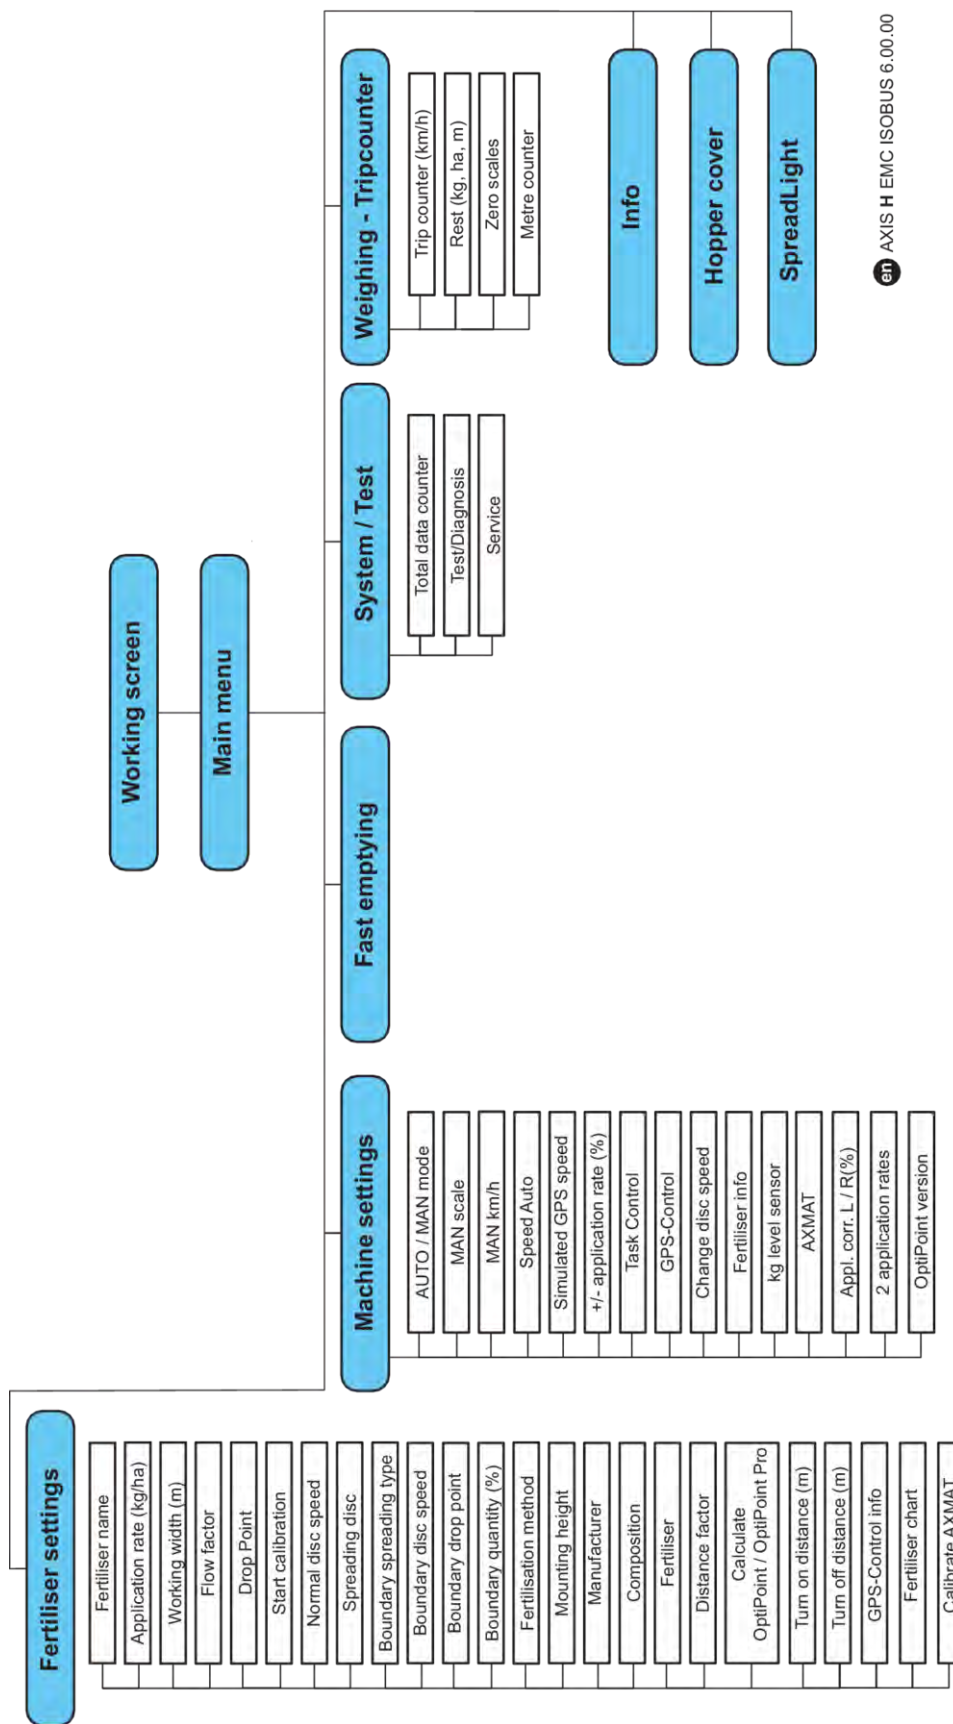 Working screen
Main menu
Fertiliser settings
Fertiliser name
Application rate (kg/ha)
Working width (m)
Flow factor
Drop Point
Start calibration
Normal disc speed
Spreading disc
Boundary spreading type
Boundary disc speed
Boundary drop point
Boundary quantity (%)
Fertilisation method
Mounting height
Manufacturer
Composition
Fertiliser
Distance factor
Calculate
OptiPoint / OptiPoint Pro
Turn on distance (m)
Turn off distance (m)
GPS-Control info
Fertiliser chart
Calibrate AXMAT
Machine settings
AUTO / MAN mode
MAN scale
MAN km/h
Speed Auto
Simulated GPS speed
+/- application rate (%)
Task Control
GPS-Control
Change disc speed
Fertiliser info
kg level sensor
AXMAT
Appl. corr. L / R(%)
2 application rates
OptiPoint version
Fast emptying
System / Test
Total data counter
Test/Diagnosis
Service
Weighing - Tripcounter
Trip counter (km/h)
Rest (kg, ha, m)
Zero scales
Metre counter
Info
Hopper cover
SpreadLight
en AXIS H EMC ISOBUS 6.00.00